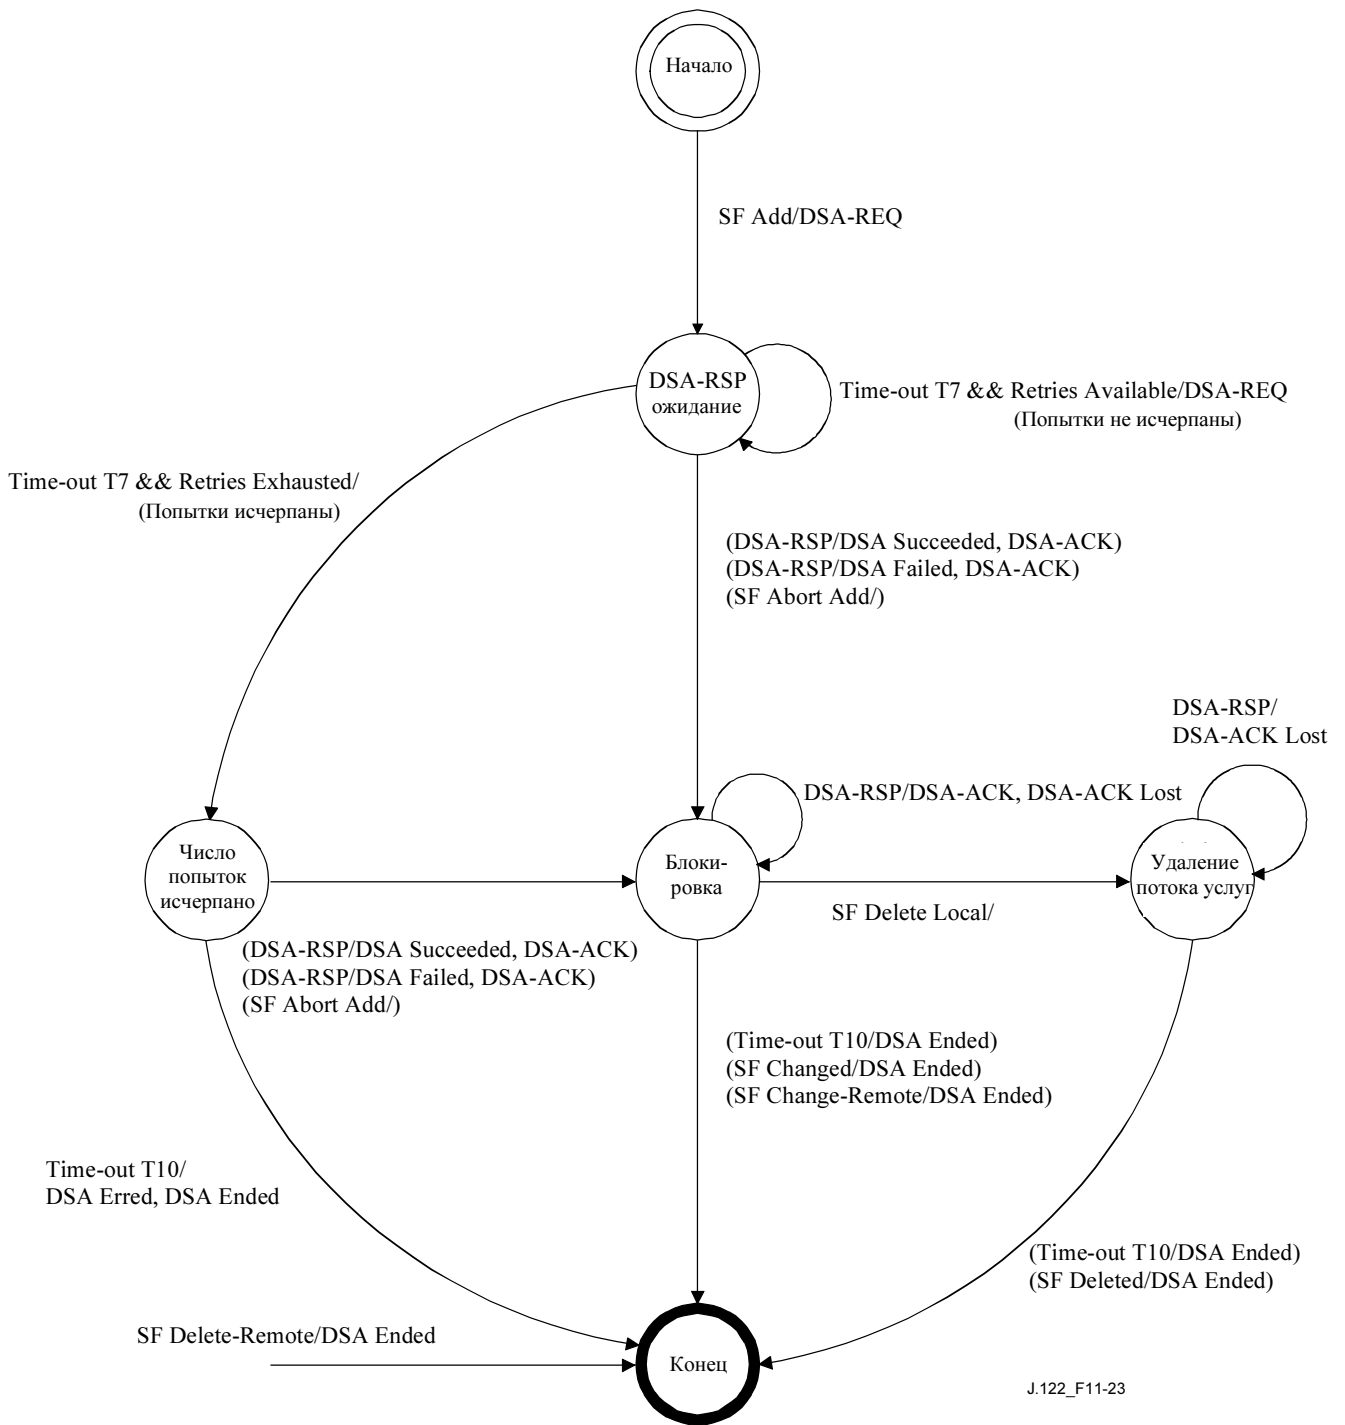 Начало
SF Add/DSA-REQ
DSA-RSP
ожидание
Time-out T7 && Retries Available/DSA-REQ
(Попытки не исчерпаны)
Time-out T7 && Retries Exhausted/
(Попытки исчерпаны)
(DSA-RSP/DSA Succeeded, DSA-ACK)
(DSA-RSP/DSA Failed, DSA-ACK)
(SF Abort Add/)
DSA-RSP/
DSA-ACK Lost
DSA-RSP/DSA-ACK, DSA-ACK Lost
Число
попыток
исчерпано
Блоки-
ровка
Удаление
потока услуг
SF Delete Local/
(DSA-RSP/DSA Succeeded, DSA-ACK)
(DSA-RSP/DSA Failed, DSA-ACK)
(SF Abort Add/)
(Time-out T10/DSA Ended)
(SF Changed/DSA Ended)
(SF Change-Remote/DSA Ended)
Time-out T10/
DSA Erred, DSA Ended
(Time-out T10/DSA Ended)
(SF Deleted/DSA Ended)
SF Delete-Remote/DSA Ended
Конец
J.122_F11-23